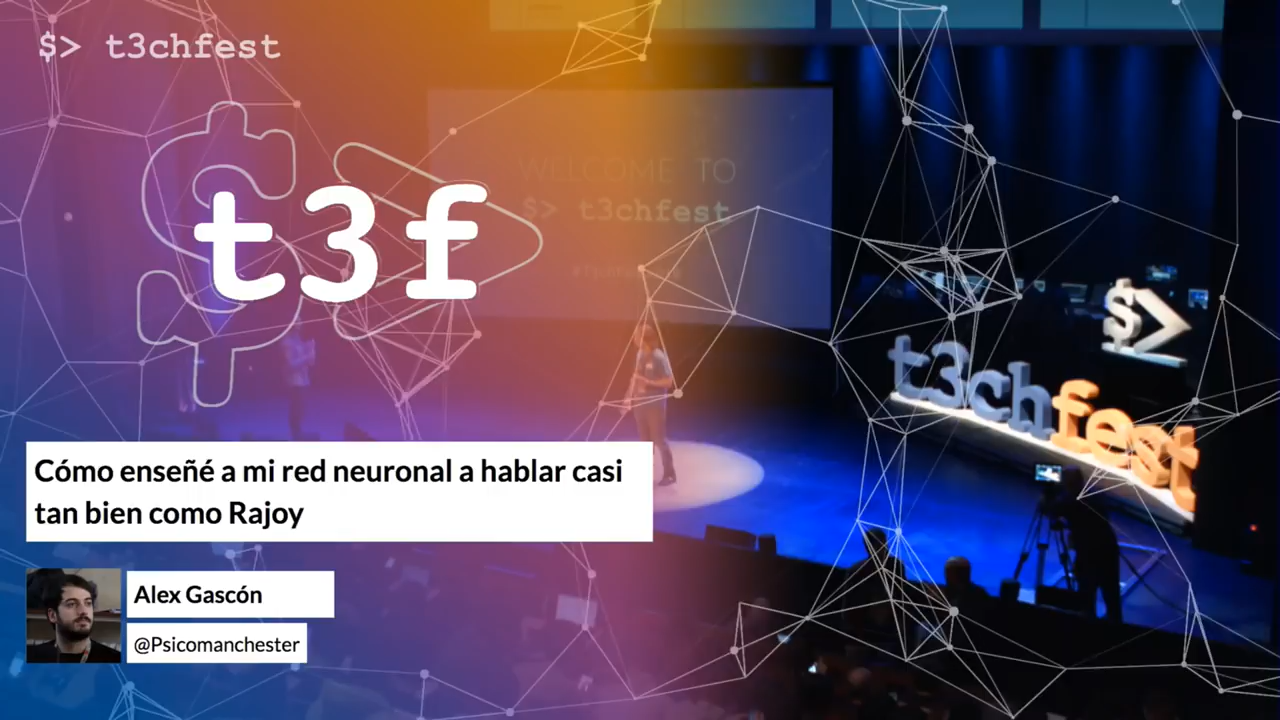 $> t3chfest
t3f
WELCOME TO
$> t3chfest
$>
t3chfest
Cómo enseñé a mi red neuronal a hablar casi
tan bien como Rajoy
Alex Gascón
@Psicomanchester